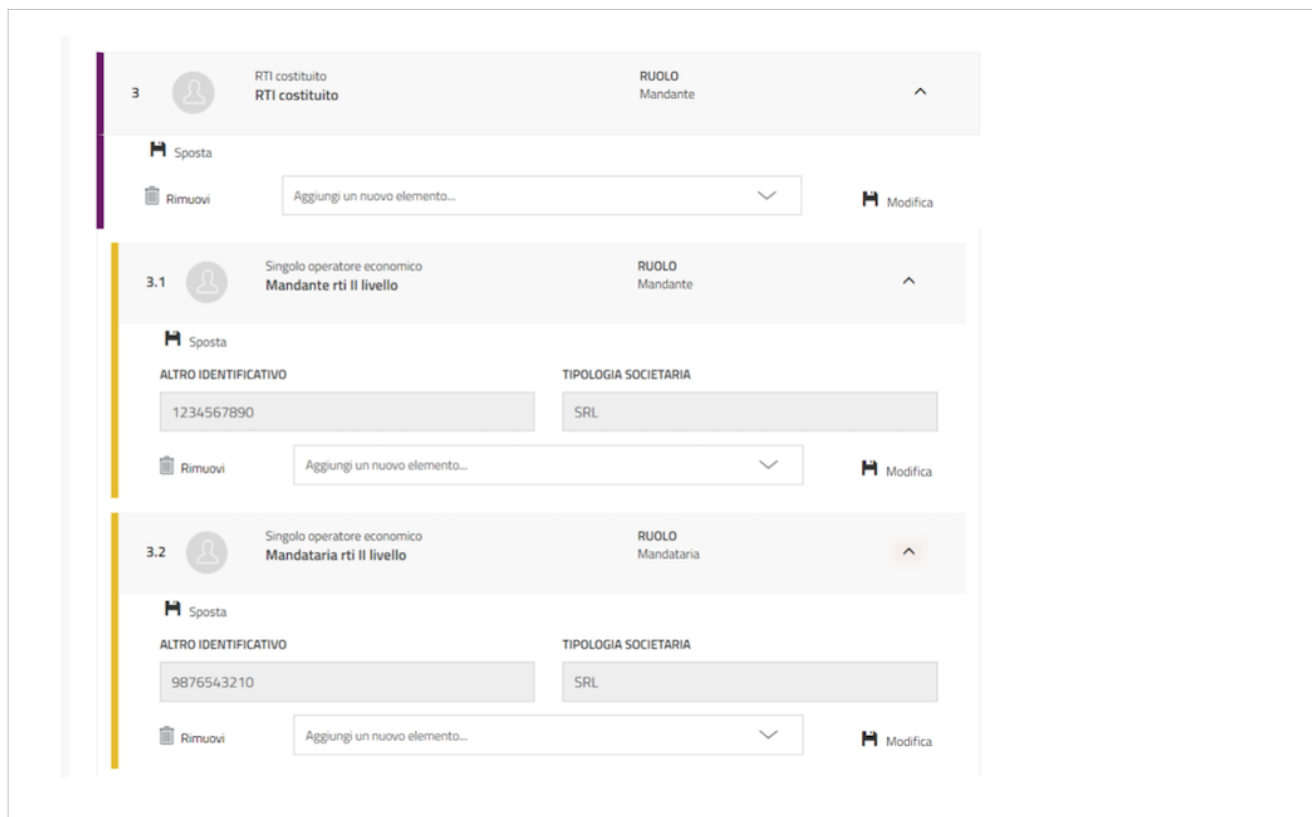 RTI costituito RUOLO
3 RTI costituito Mandante
Sposta
Rimuovi Aggiungi un nuovo elemento... Modifica
Singolo operatore economico RUOLO
3.1 Mandante rti II livello Mandante
Sposta
ALTRO IDENTIFICATIVO TIPOLOGIA SOCIETARIA
1234567890 SRL
Rimuovi Aggiungi un nuovo elemento... Modifica
Singolo operatore economico RUOLO
3.2 Mandataria rti II livello Mandataria
Sposta
ALTRO IDENTIFICATIVO TIPOLOGIA SOCIETARIA
9876543210 SRL
Rimuovi Aggiungi un nuovo elemento... Modifica